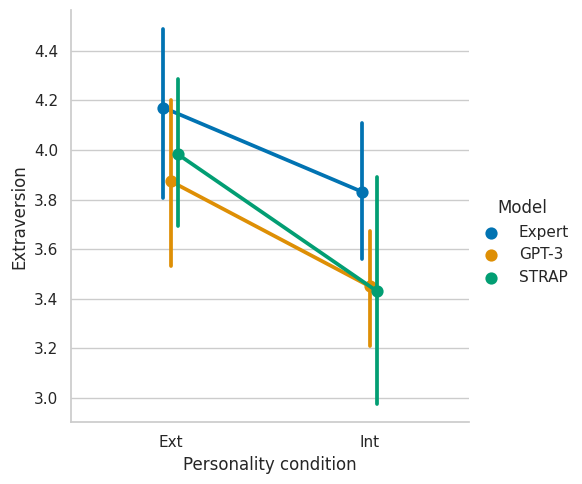 4.4
4.2
4.0
3.8
3.6
3.4
3.2
3.0
Extraversion
Ext
Int
Personality condition
Model
Expert
GPT-3
STRAP